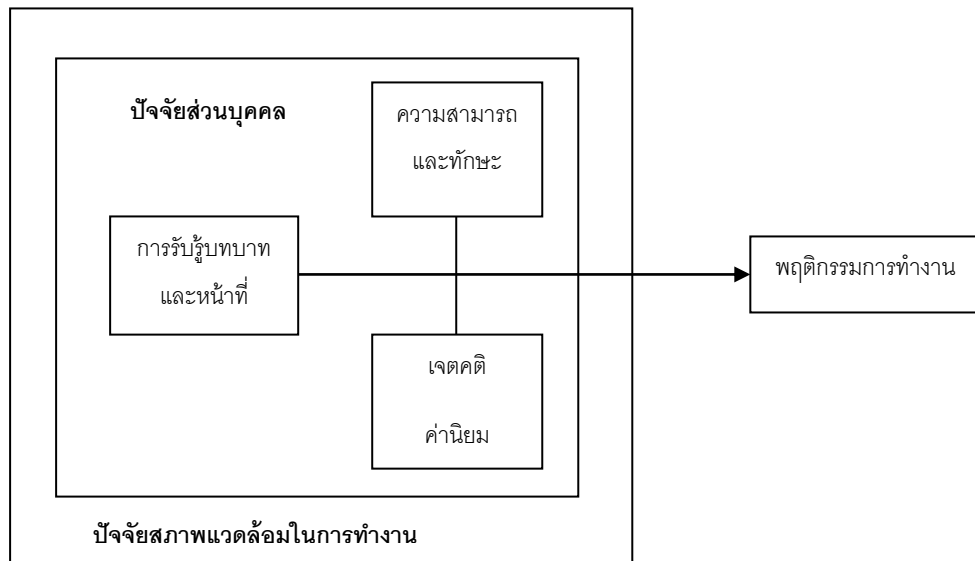 ปัจจัยส่วนบุคคล
ความสามารถ
และทักษะ
การรับรู้บทบาท
และหน้าที่
พฤติกรรมการทำงาน
เจตคติ
ค่านิยม
ปัจจัยสภาพแวดล้อมในการทำงาน